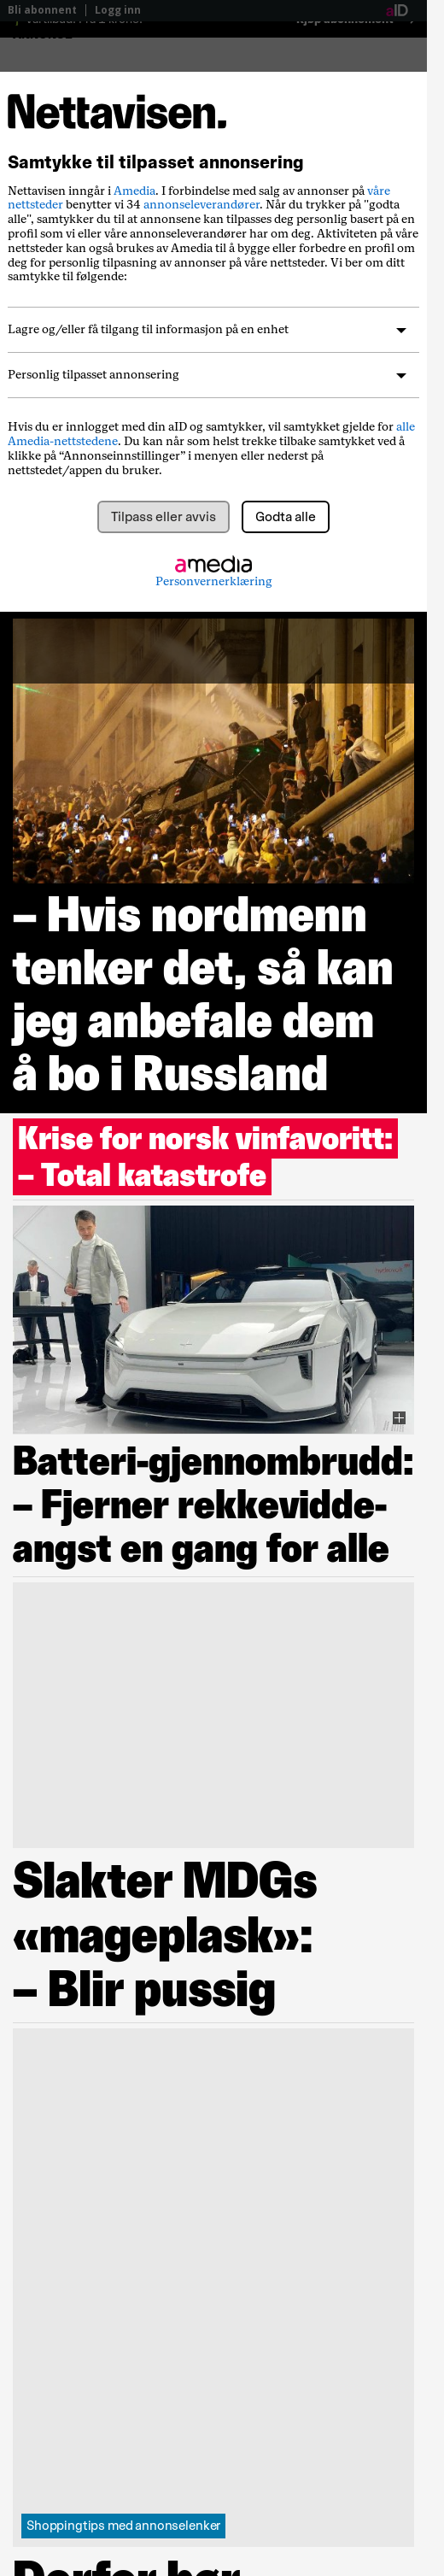 Bli abonnent
Logg inn
aID
Nettavisen.
Samtykke til tilpasset annonsering
Nettavisen inngår i Amedia. I forbindelse med salg av annonser på våre
nettsteder benytter vi 34 annonseleverandører. Når du trykker på "godta
alle", samtykker du til at annonsene kan tilpasses deg personlig basert på en
profil som vi eller våre annonseleverandører har om deg. Aktiviteten på våre
nettsteder kan også brukes av Amedia til å bygge eller forbedre en profil om
deg for personlig tilpasning av annonser på våre nettsteder. Vi ber om ditt
samtykke til følgende:
Lagre og/eller få tilgang til informasjon på en enhet
Personlig tilpasset annonsering
Hvis du er innlogget med din aID og samtykker, vil samtykket gjelde for alle
Amedia-nettstedene. Du kan når som helst trekke tilbake samtykket ved å
klikke på “Annonseinnstillinger” i menyen eller nederst på
nettstedet/appen du bruker.
Tilpass eller avvis
Godta alle
amedia
Personvernerklæring
– Hvis nordmenn
tenker det, så kan
jeg anbefale dem
å bo i Russland
Krise for norsk vinfavoritt:
– Total katastrofe
Batteri-gjennombrudd:
– Fjerner rekkevidde-
angst en gang for alle
Slakter MDGs
«mageplask»:
– Blir pussig
Shoppingtips med annonselenker